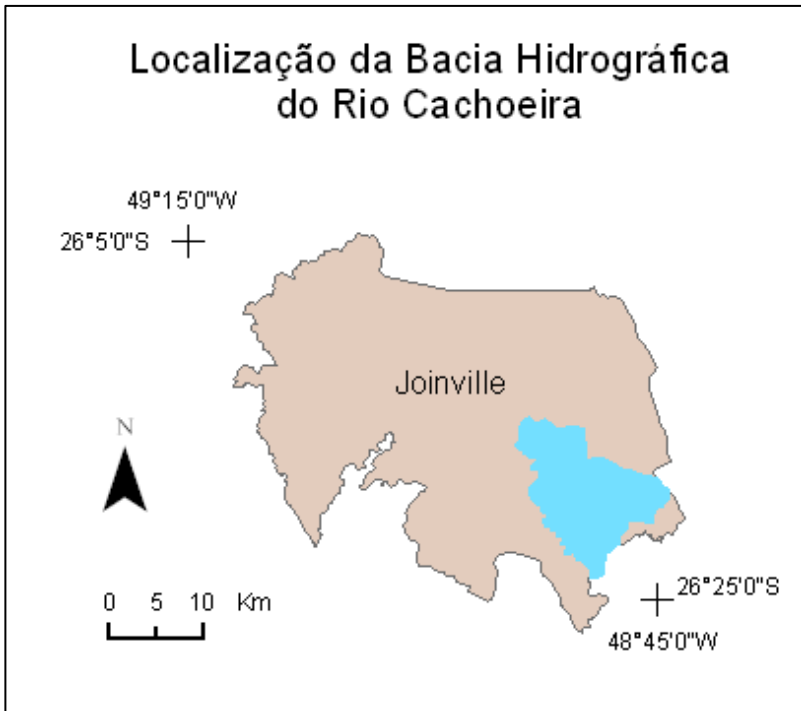 Localização da Bacia Hidrográfica
do Rio Cachoeira
49°15'0"W
26°5'0"S
Joinville
N
0 5 10 Km
26°25'0"S
48°45'0"W